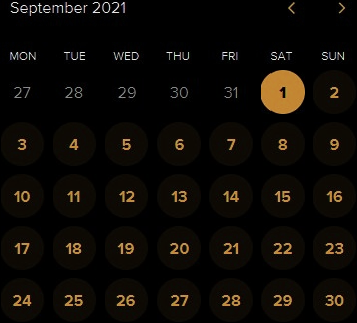 September 2021
MON TUE WED THU FRI SAT SUN
27 28 29 30 31 1 2
3 4 5 6 7 8 9
10 11 12 13 14 15 16
17 18 19 20 21 22 23
24 25 26 27 28 29 30